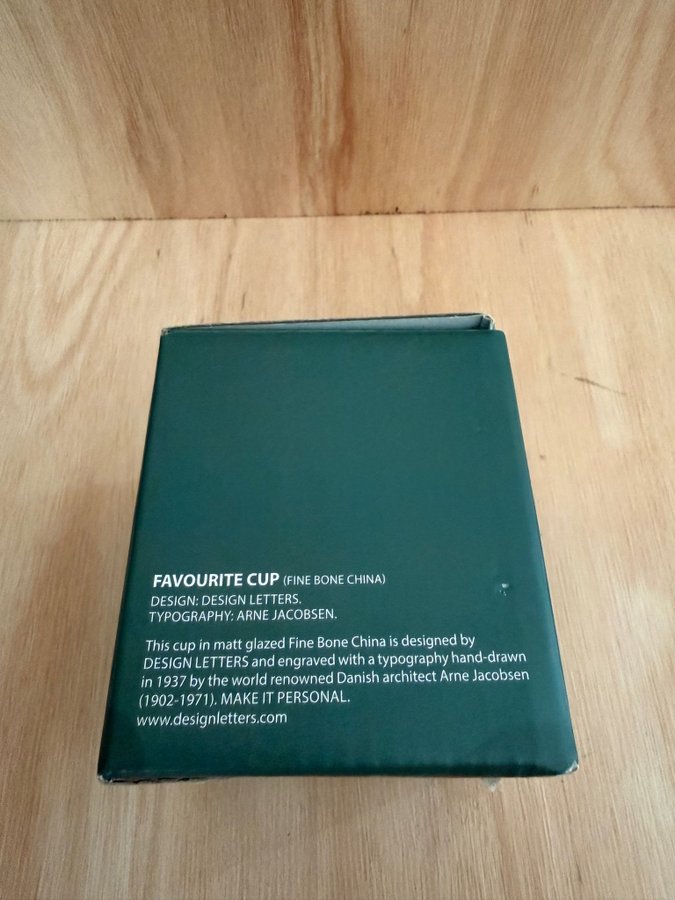 FAVOURITE CUP (FINE BONE CHINA)
DESIGN: DESIGN LETTERS.
TYPOGRAPHY: ARNE JACOBSEN.
This cup in matt glazed Fine Bone China is designed by
DESIGN LETTERS and engraved with a typography hand-drawn
in 1937 by the world renowned Danish architect Arne Jacobsen
(1902-1971). MAKE IT PERSONAL.
www.designletters.com